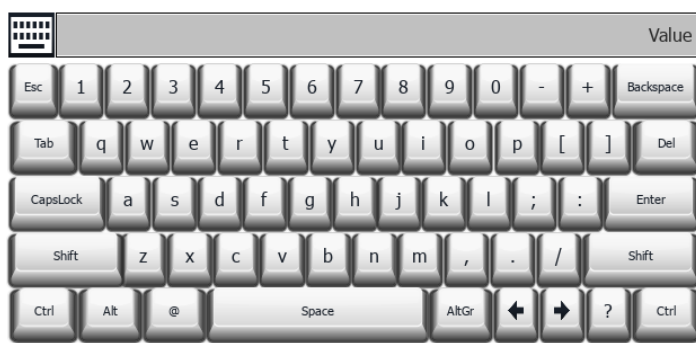 Value
Esc 1 2 3 4 5 6 7 8 9 0 - + Backspace
Tab q w e r t y u i o p [ ] Del
CapsLock a s d f g h j k l ; : Enter
Shift z x c v b n m , . / Shift
Ctrl Alt @ Space AltGr 🡸 🡺 ? Ctrl